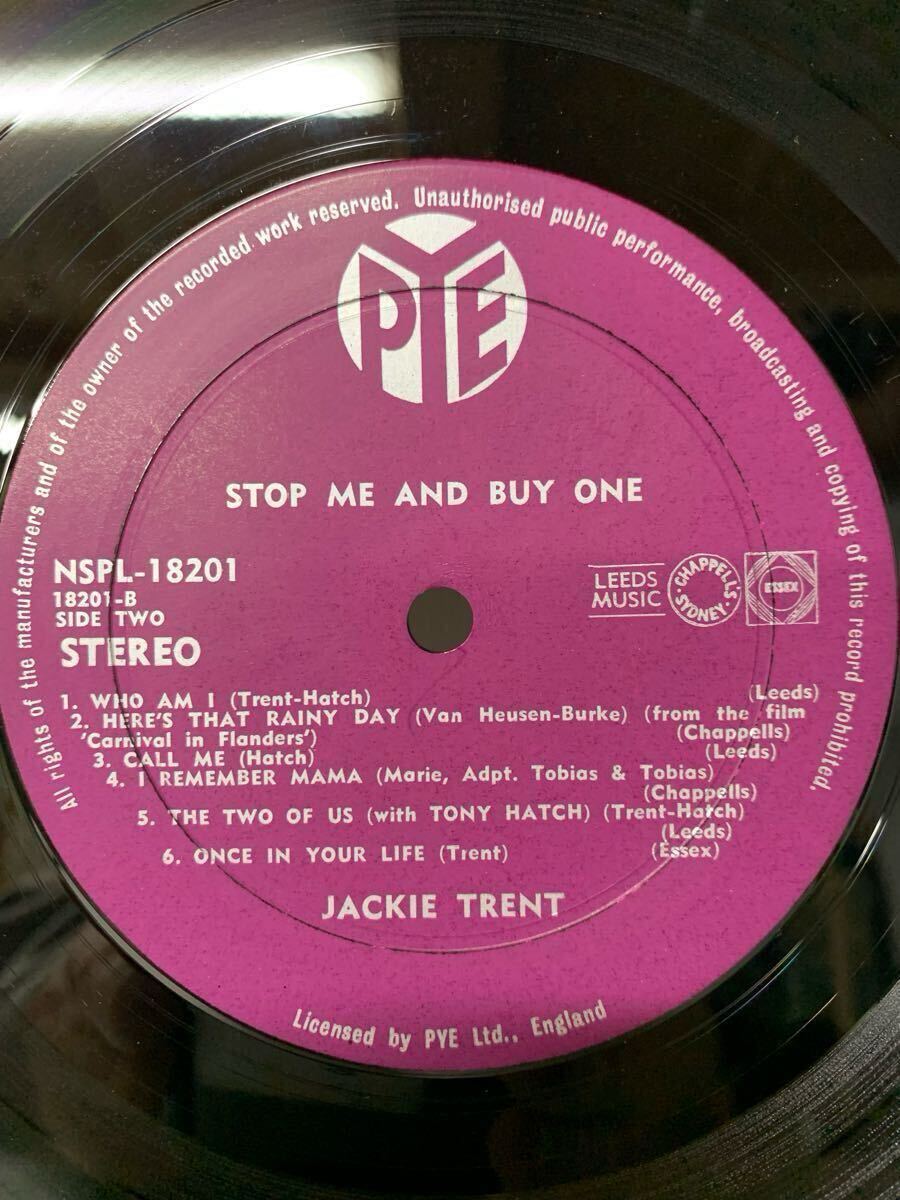 All rights of the manufacturers and of the owner of the recorded work reserved. Unauthorised public performance, broadcasting and copying of this record prohibited.
PYE
STOP ME AND BUY ONE
NSPL-18201
18201-B
SIDE TWO
STEREO
LEEDS
MUSIC
CHAPPELL'S
SYDNEY
ESSEX
1. WHO AM I (Trent-Hatch) (Leeds)
2. HERE'S THAT RAINY DAY (Van Heusen-Burke) (from the film
'Carnival in Flanders') (Chappells)
3. CALL ME (Hatch) (Leeds)
4. I REMEMBER MAMA (Marie, Adpt. Tobias & Tobias)
(Chappells)
5. THE TWO OF US (with TONY HATCH) (Trent-Hatch)
(Leeds)
6. ONCE IN YOUR LIFE (Trent) (Essex)
JACKIE TRENT
Licensed by PYE Ltd., England